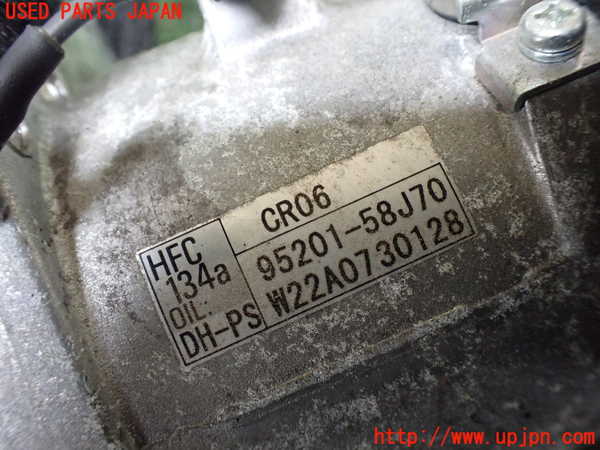 USED PARTS JAPAN
CR06
HFC
134a
95201-58J70
OIL:
DH-PS
W22A0730128
http://www.upjpn.com/